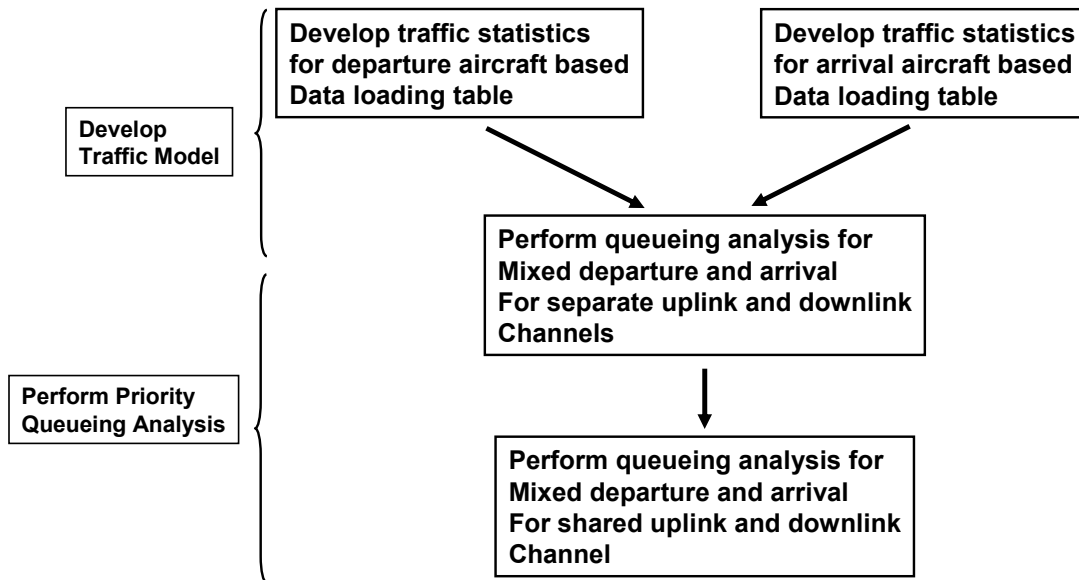 Develop traffic statistics
for departure aircraft based
Data loading table
Develop traffic statistics
for arrival aircraft based
Data loading table
Develop
Traffic Model
Perform queueing analysis for
Mixed departure and arrival
For separate uplink and downlink
Channels
Perform Priority
Queueing Analysis
Perform queueing analysis for
Mixed departure and arrival
For shared uplink and downlink
Channel